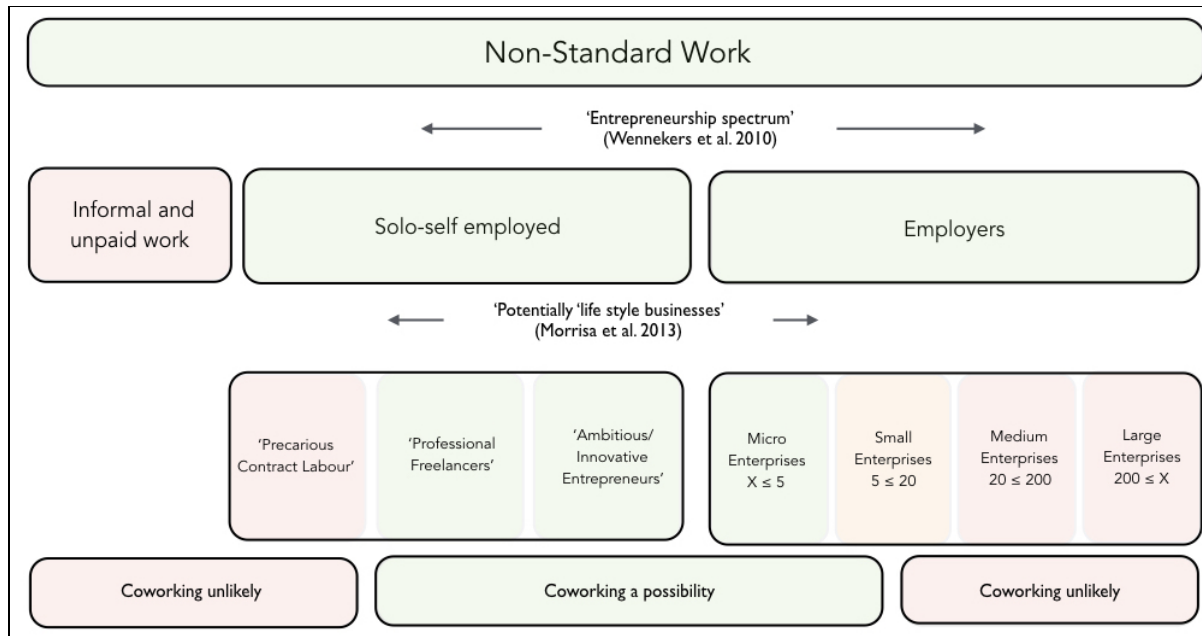 Non-Standard Work
‘Entrepreneurship spectrum’
(Wennekers et al. 2010)
Informal and
unpaid work
Solo-self employed
Employers
‘Potentially ‘life style businesses’
(Morrisa et al. 2013)
‘Precarious
Contract Labour’
‘Professional
Freelancers’
‘Ambitious/
Innovative
Entrepreneurs’
Micro
Enterprises
X ≤ 5
Small
Enterprises
5 ≤ 20
Medium
Enterprises
20 ≤ 200
Large
Enterprises
200 ≤ X
Coworking unlikely
Coworking a possibility
Coworking unlikely